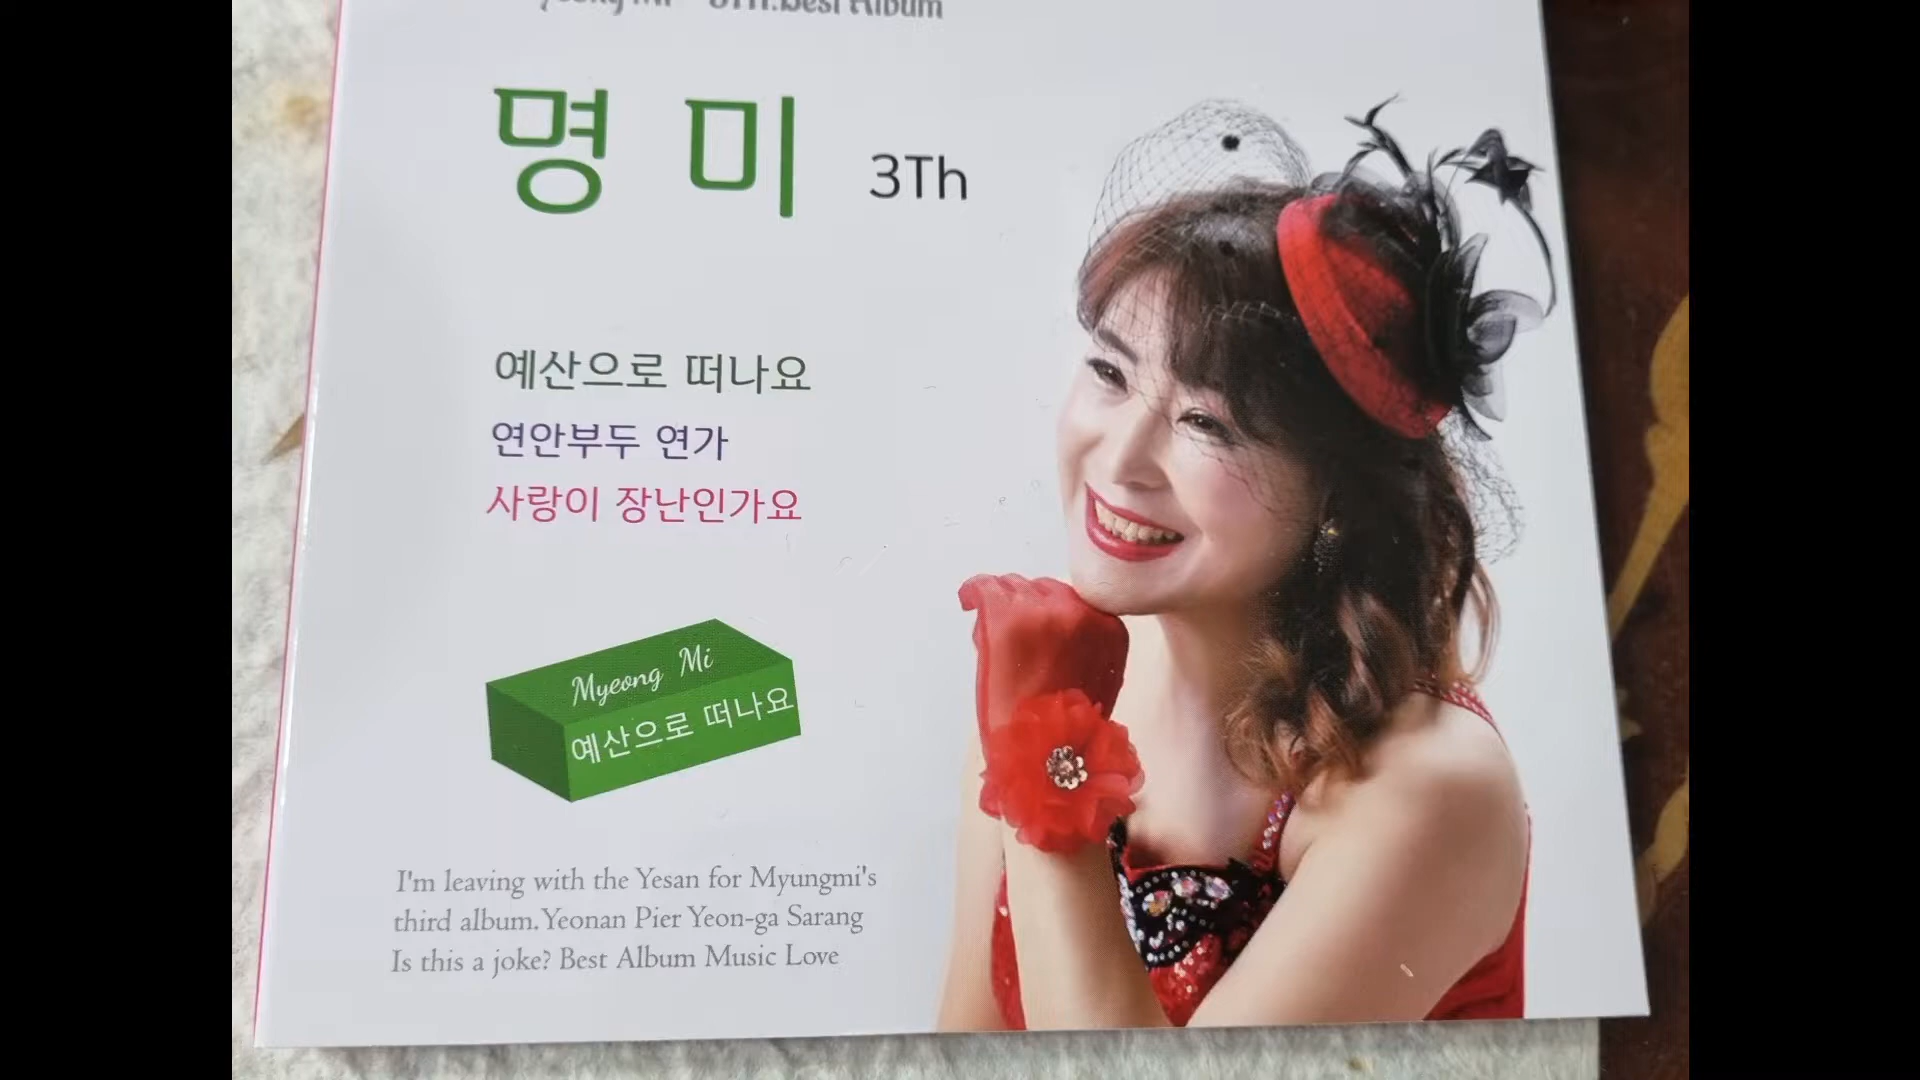 Best Album
명 미 3Th
예산으로 떠나요
연안부두 연가
사랑이 장난인가요
Myeong Mi
예산으로 떠나요
I'm leaving with the Yesan for Myungmi's
third album.Yeonan Pier Yeon-ga Sarang
Is this a joke? Best Album Music Love